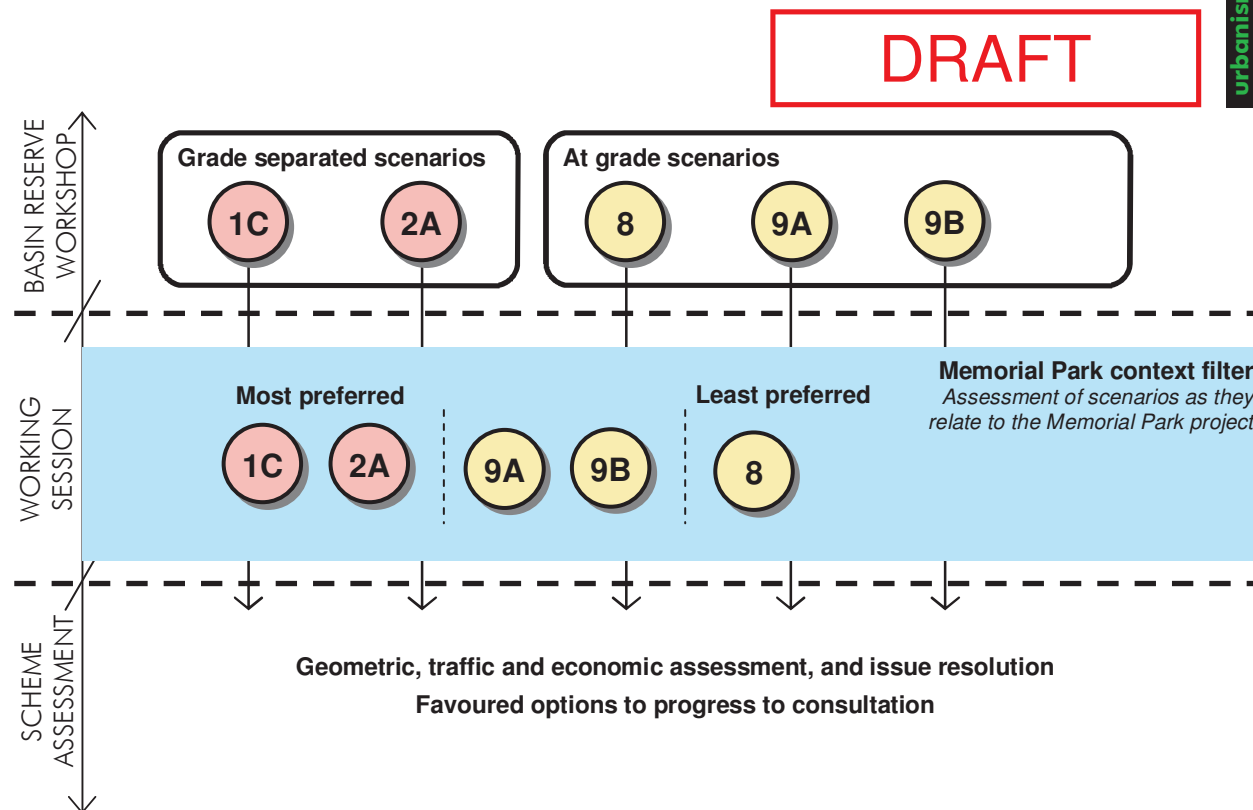 DRAFT
urbanism
BASIN RESERVE
WORKSHOP
Grade separated scenarios
1C
2A
At grade scenarios
8
9A
9B
WORKING
SESSION
Most preferred
1C
2A
9A
9B
Least preferred
8
Memorial Park context filter
Assessment of scenarios as they
relate to the Memorial Park project
SCHEME
ASSESSMENT
Geometric, traffic and economic assessment, and issue resolution
Favoured options to progress to consultation